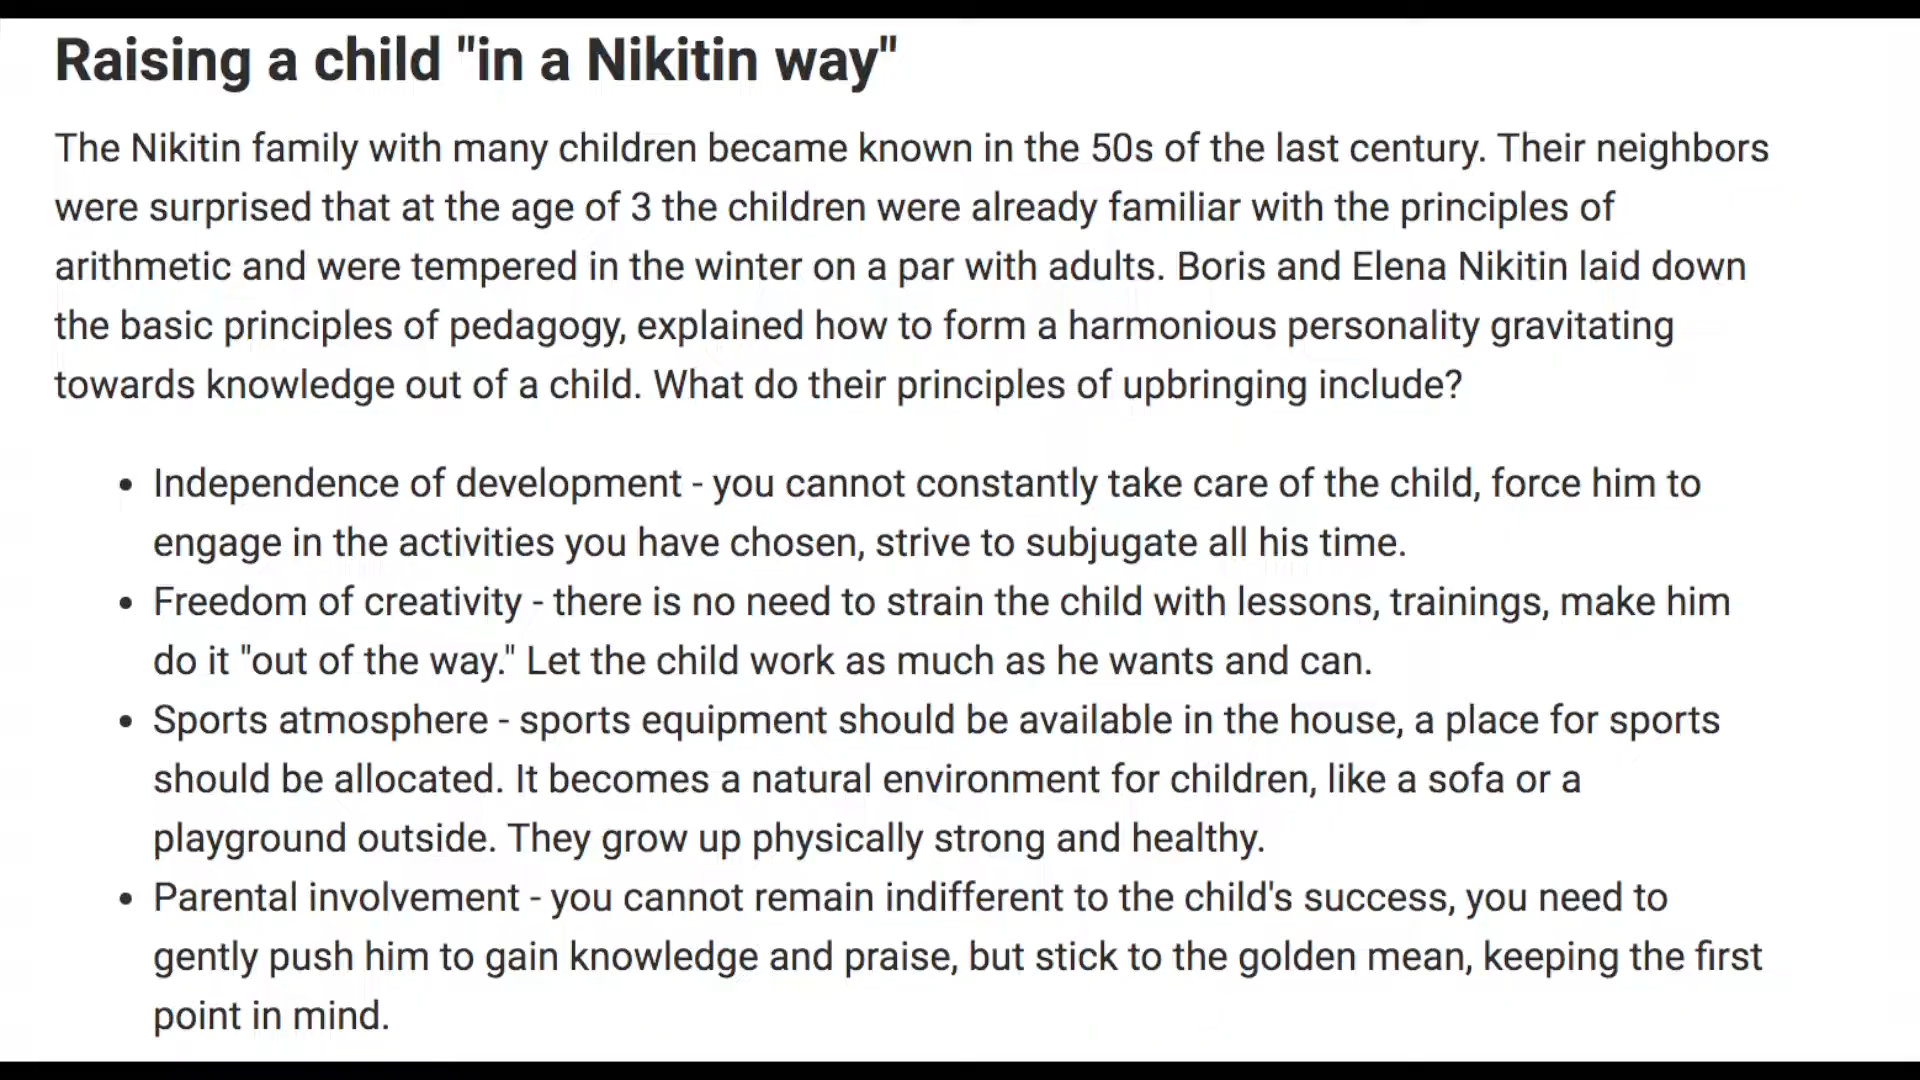 Raising a child "in a Nikitin way"
The Nikitin family with many children became known in the 50s of the last century. Their neighbors
were surprised that at the age of 3 the children were already familiar with the principles of
arithmetic and were tempered in the winter on a par with adults. Boris and Elena Nikitin laid down
the basic principles of pedagogy, explained how to form a harmonious personality gravitating
towards knowledge out of a child. What do their principles of upbringing include?
• Independence of development - you cannot constantly take care of the child, force him to
engage in the activities you have chosen, strive to subjugate all his time.
• Freedom of creativity - there is no need to strain the child with lessons, trainings, make him
do it "out of the way." Let the child work as much as he wants and can.
• Sports atmosphere - sports equipment should be available in the house, a place for sports
should be allocated. It becomes a natural environment for children, like a sofa or a
playground outside. They grow up physically strong and healthy.
• Parental involvement - you cannot remain indifferent to the child's success, you need to
gently push him to gain knowledge and praise, but stick to the golden mean, keeping the first
point in mind.